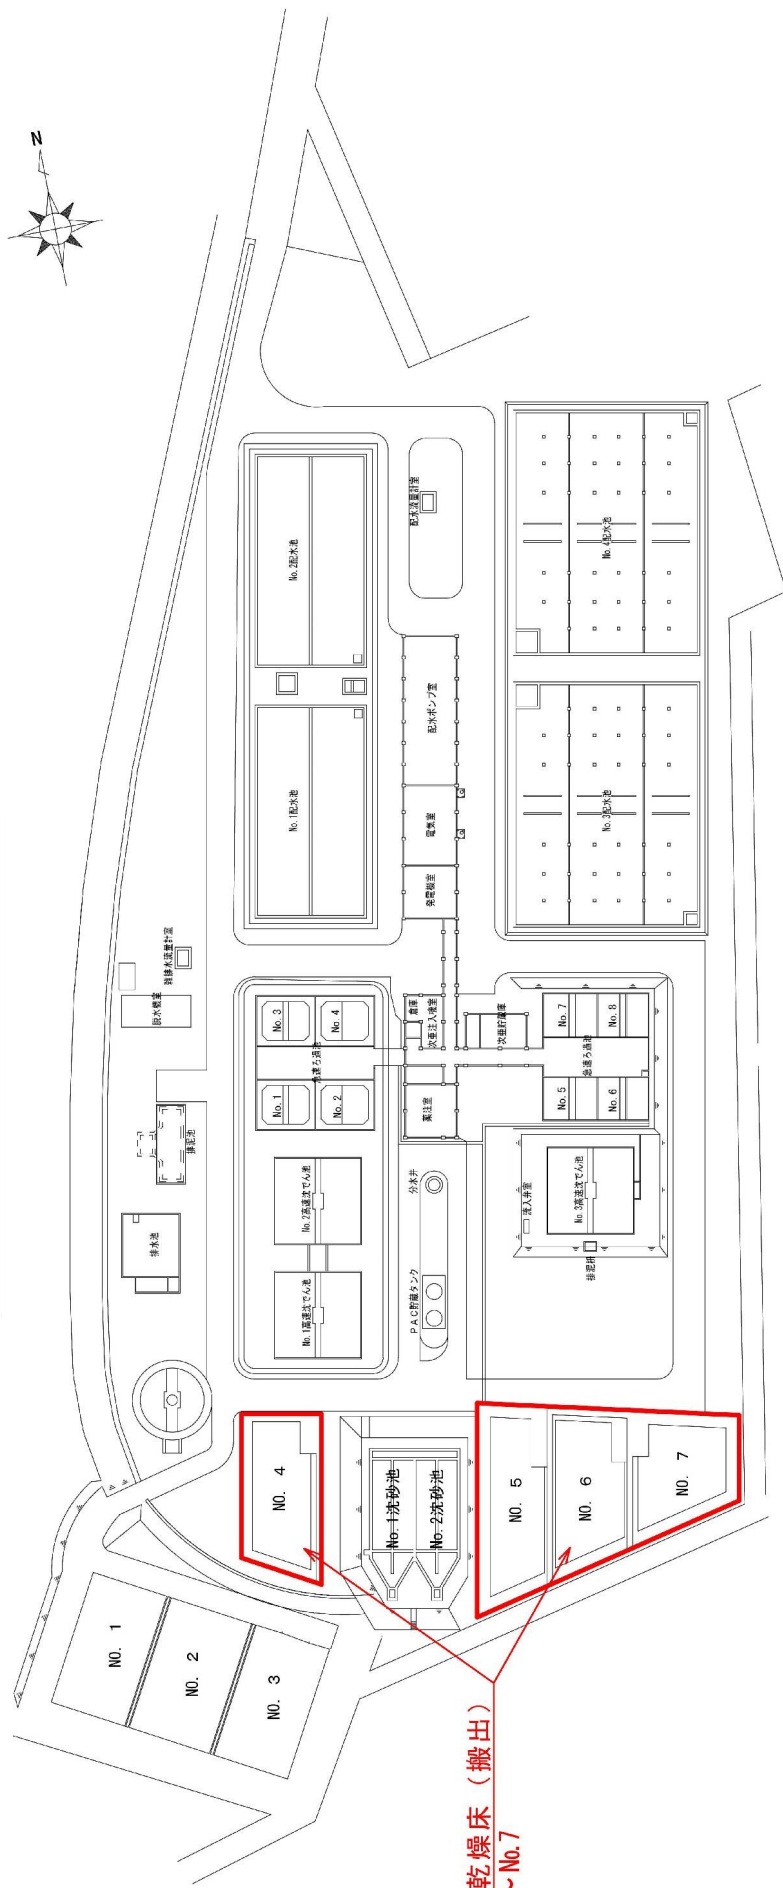 N
No.2配水池
配水流量計室
No.4配水池
配水ポンプ室
No.1配水池
電気室
No.3配水池
発電機室
雑排水流量計室
脱水機室
No.3
No.4
急速ろ過池
No.1
No.2
倉庫
次亜注入機室
次亜貯蔵庫
薬注室
No.7
No.8
急速ろ過池
No.5
No.6
排泥池
排水池
No.2高速沈でん池
No.1高速沈でん池
分水井
PAC貯蔵タンク
流入弁室
No.3高速沈でん池
排泥枡
NO. 4
No.1沈砂池
No.2沈砂池
NO. 5
NO. 6
NO. 7
NO. 1
NO. 2
NO. 3
乾燥床（搬出）
～No.7